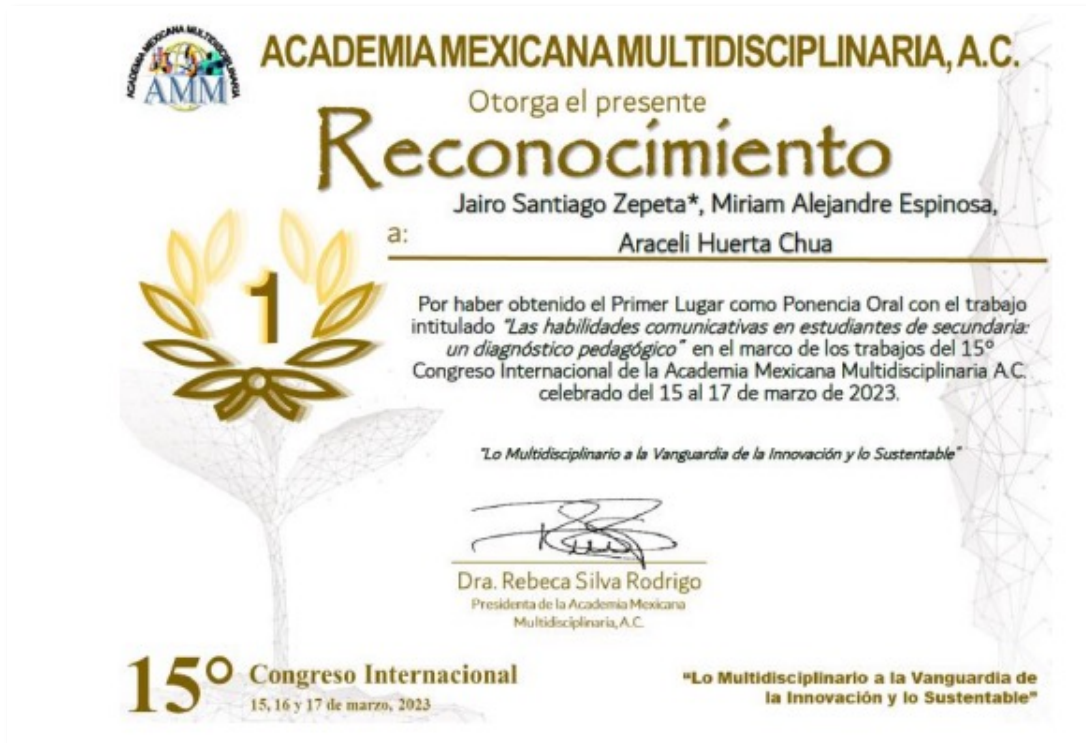 ACADEMIA MEXICANA MULTIDISCIPLINARIA
AMM
ACADEMIA MEXICANA MULTIDISCIPLINARIA, A.C.
Otorga el presente
Reconocimiento
Jairo Santiago Zepeta*, Miriam Alejandre Espinosa,
a:
Araceli Huerta Chua
1
Por haber obtenido el Primer Lugar como Ponencia Oral con el trabajo
intitulado "Las habilidades comunicativas en estudiantes de secundaria:
un diagnóstico pedagógico" en el marco de los trabajos del 15º
Congreso Internacional de la Academia Mexicana Multidisciplinaria A.C.
celebrado del 15 al 17 de marzo de 2023.
"Lo Multidisciplinario a la Vanguardia de la Innovación y lo Sustentable"
Dra. Rebeca Silva Rodrigo
Presidenta de la Academia Mexicana
Multidisciplinaria, A.C.
15º Congreso Internacional
15, 16 y 17 de marzo, 2023
"Lo Multidisciplinario a la Vanguardia de
la Innovación y lo Sustentable"